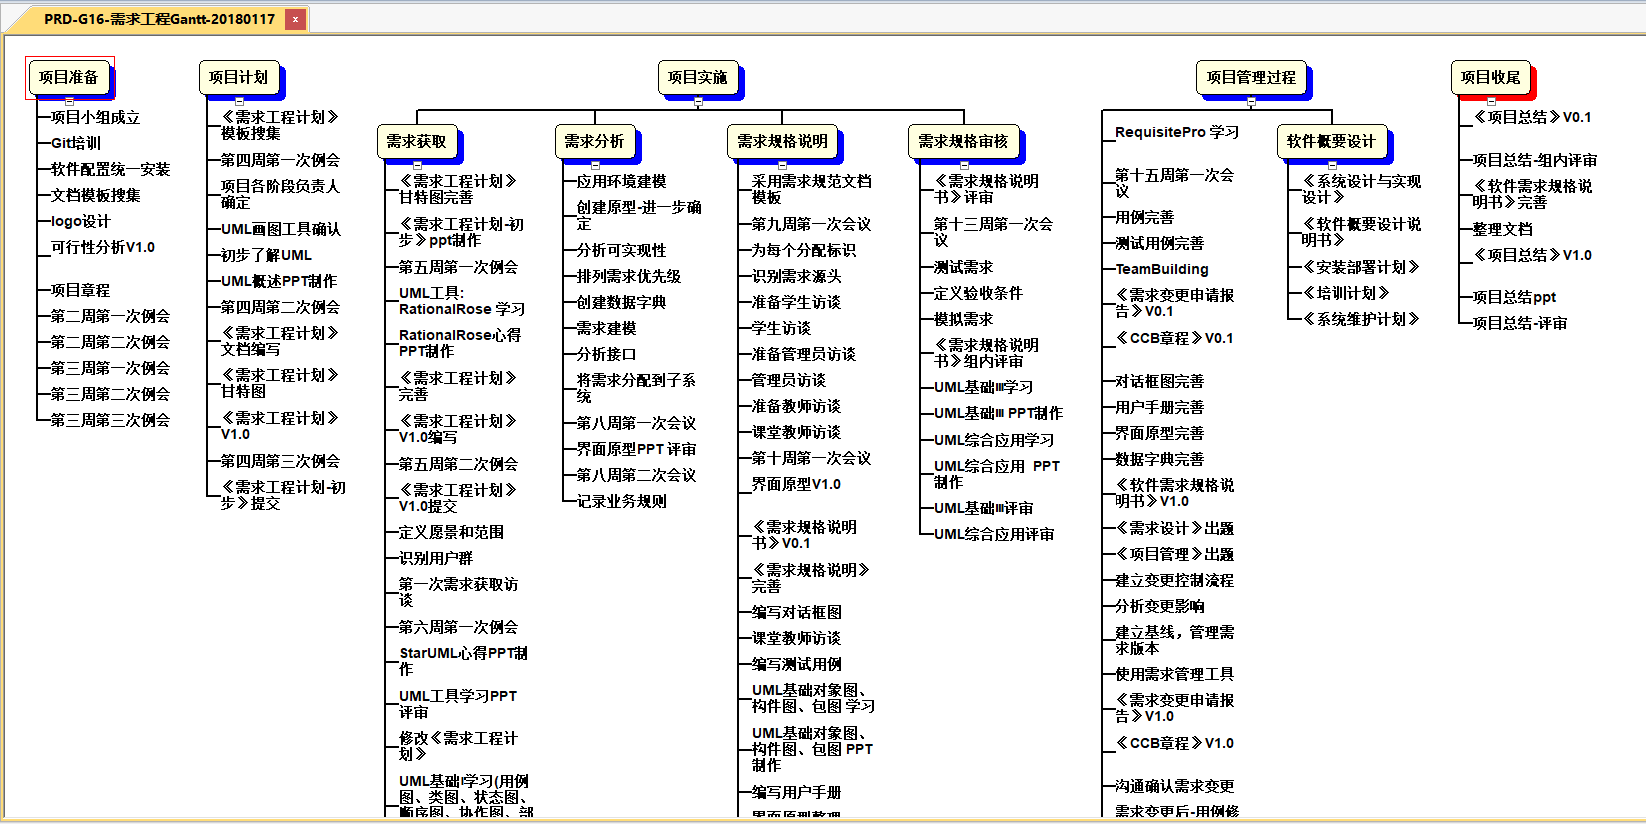 PRD-G16-需求工程Gantt-20180117
x
项目准备
项目小组成立
Git培训
软件配置统一安装
文档模板搜集
logo设计
可行性分析V1.0
项目章程
第二周第一次例会
第二周第二次例会
第三周第一次例会
第三周第二次例会
第三周第三次例会
项目计划
《需求工程计划》
模板搜集
第四周第一次例会
项目各阶段负责人
确定
UML画图工具确认
初步了解UML
UML概述PPT制作
第四周第二次例会
《需求工程计划》
文档编写
《需求工程计划》
甘特图
《需求工程计划》
V1.0
第四周第三次例会
《需求工程计划-初
步》提交
项目实施
需求获取
《需求工程计划》
甘特图完善
《需求工程计划-初
步》ppt制作
第五周第一次例会
UML工具:
RationalRose 学习
RationalRose心得
PPT制作
《需求工程计划》
完善
《需求工程计划》
V1.0编写
第五周第二次例会
《需求工程计划》
V1.0提交
定义愿景和范围
识别用户群
第一次需求获取访
谈
第六周第一次例会
StarUML心得PPT制
作
UML工具学习PPT
评审
修改《需求工程计
划》
UML基础I学习(用例
图、类图、状态图、
顺序图、协作图、部
需求分析
应用环境建模
创建原型-进一步确
定
分析可实现性
排列需求优先级
创建数据字典
需求建模
分析接口
将需求分配到子系
统
第八周第一次会议
界面原型PPT 评审
第八周第二次会议
记录业务规则
需求规格说明
采用需求规范文档
模板
第九周第一次会议
为每个分配标识
识别需求源头
准备学生访谈
学生访谈
准备管理员访谈
管理员访谈
准备教师访谈
课堂教师访谈
第十周第一次会议
界面原型V1.0
《需求规格说明
书》V0.1
《需求规格说明》
完善
编写对话框图
课堂教师访谈
编写测试用例
UML基础对象图、
构件图、包图 学习
UML基础对象图、
构件图、包图 PPT
制作
编写用户手册
界面原型整理
需求规格审核
《需求规格说明
书》评审
第十三周第一次会
议
测试需求
定义验收条件
模拟需求
《需求规格说明
书》组内评审
UML基础Ⅲ学习
UML基础Ⅲ PPT制作
UML综合应用学习
UML综合应用 PPT
制作
UML基础Ⅲ评审
UML综合应用评审
项目管理过程
RequisitePro 学习
第十五周第一次会
议
用例完善
测试用例完善
TeamBuilding
《需求变更申请报
告》V0.1
《CCB章程》V0.1
对话框图完善
用户手册完善
界面原型完善
数据字典完善
《软件需求规格说
明书》V1.0
《需求设计》出题
《项目管理》出题
建立变更控制流程
分析变更影响
建立基线，管理需
求版本
使用需求管理工具
《需求变更申请报
告》V1.0
《CCB章程》V1.0
沟通确认需求变更
需求变更后-用例修
软件概要设计
《系统设计与实现
设计》
《软件概要设计说
明书》
《安装部署计划》
《培训计划》
《系统维护计划》
项目收尾
《项目总结》V0.1
项目总结-组内评审
《软件需求规格说
明书》完善
整理文档
《项目总结》V1.0
项目总结ppt
项目总结-评审